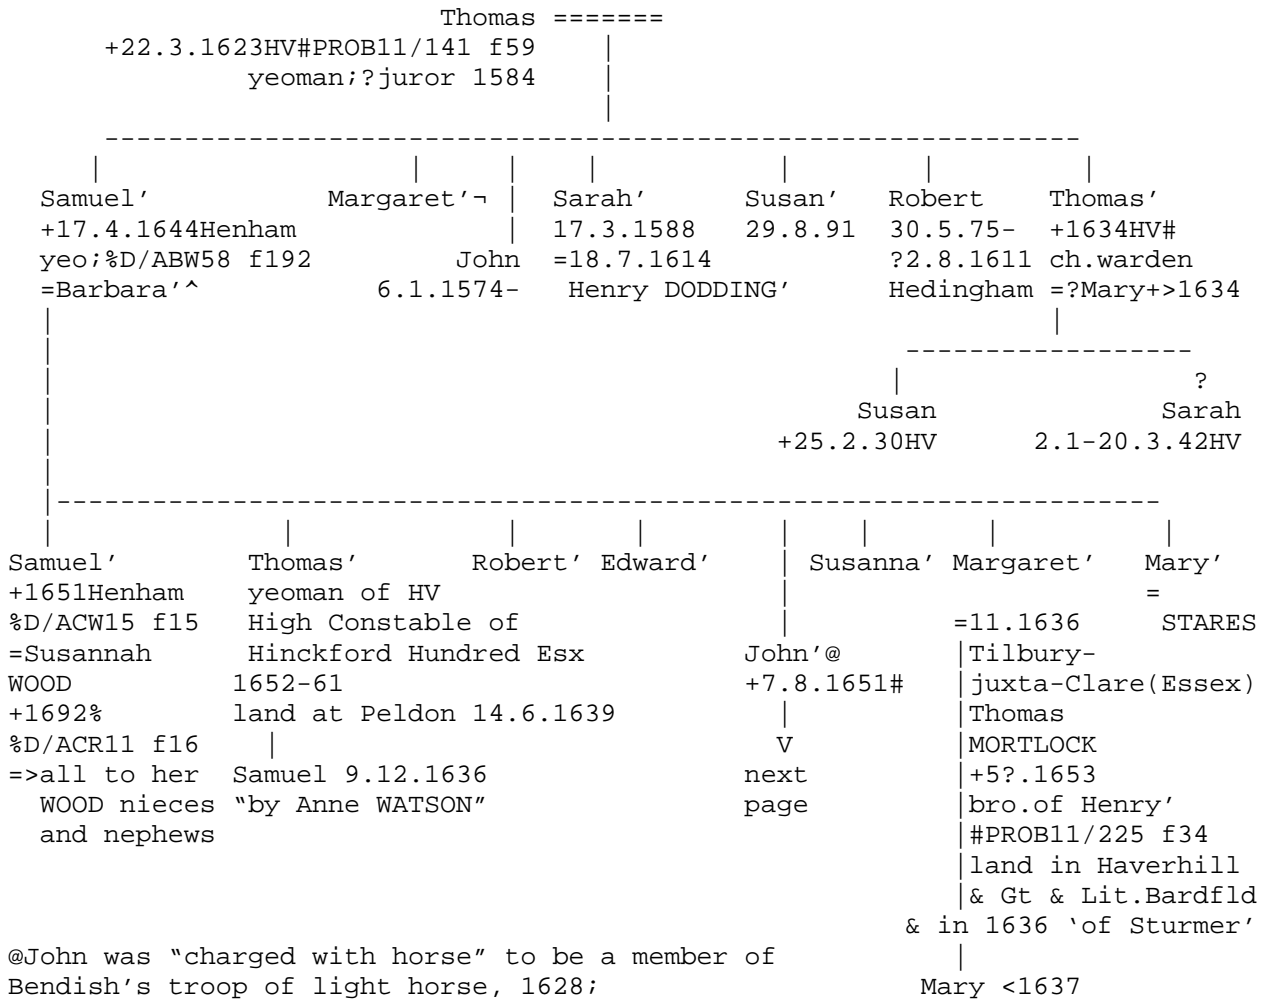 Thomas =======
+22.3.1623HV#PROB11/141 f59 |
yeoman;?juror 1584 |
|
-------------------------------------------------------------
| | | | | | |
Samuel’ Margaret’¬ | Sarah’ Susan’ Robert Thomas’
+17.4.1644Henham | 17.3.1588 29.8.91 30.5.75- +1634HV#
yeo;%D/ABW58 f192 John =18.7.1614 ?2.8.1611 ch.warden
=Barbara’^ 6.1.1574- Henry DODDING’ Hedingham =?Mary+>1634
| |
| ------------------
| | ?
| Susan Sarah
| +25.2.30HV 2.1-20.3.42HV
|
|---------------------------------------------------------------------
| | | | | | | |
Samuel’ Thomas’ Robert’ Edward’ | Susanna’ Margaret’ Mary’
+1651Henham yeoman of HV | =
%D/ACW15 f15 High Constable of | =11.1636 STARES
=Susannah Hinckford Hundred Esx John’@ |Tilbury-
WOOD 1652-61 +7.8.1651# |juxta-Clare(Essex)
+1692% land at Peldon 14.6.1639 | |Thomas
%D/ACR11 f16 | V |MORTLOCK
=>all to her Samuel 9.12.1636 next |+5?.1653
WOOD nieces “by Anne WATSON” page |bro.of Henry’
and nephews |#PROB11/225 f34
|land in Haverhill
|& Gt & Lit.Bardfld
& in 1636 ‘of Sturmer’
@John was “charged with horse” to be a member of |
Bendish’s troop of light horse, 1628; Mary <1637